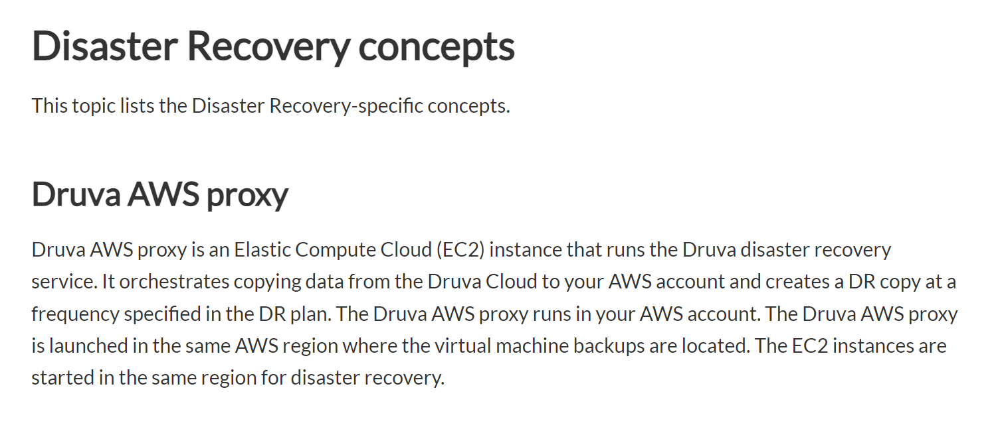 Disaster Recovery concepts
This topic lists the Disaster Recovery-specific concepts.
Druva AWS proxy
Druva AWS proxy is an Elastic Compute Cloud (EC2) instance that runs the Druva disaster recovery
service. It orchestrates copying data from the Druva Cloud to your AWS account and creates a DR copy at a
frequency specified in the DR plan. The Druva AWS proxy runs in your AWS account. The Druva AWS proxy
is launched in the same AWS region where the virtual machine backups are located. The EC2 instances are
started in the same region for disaster recovery.